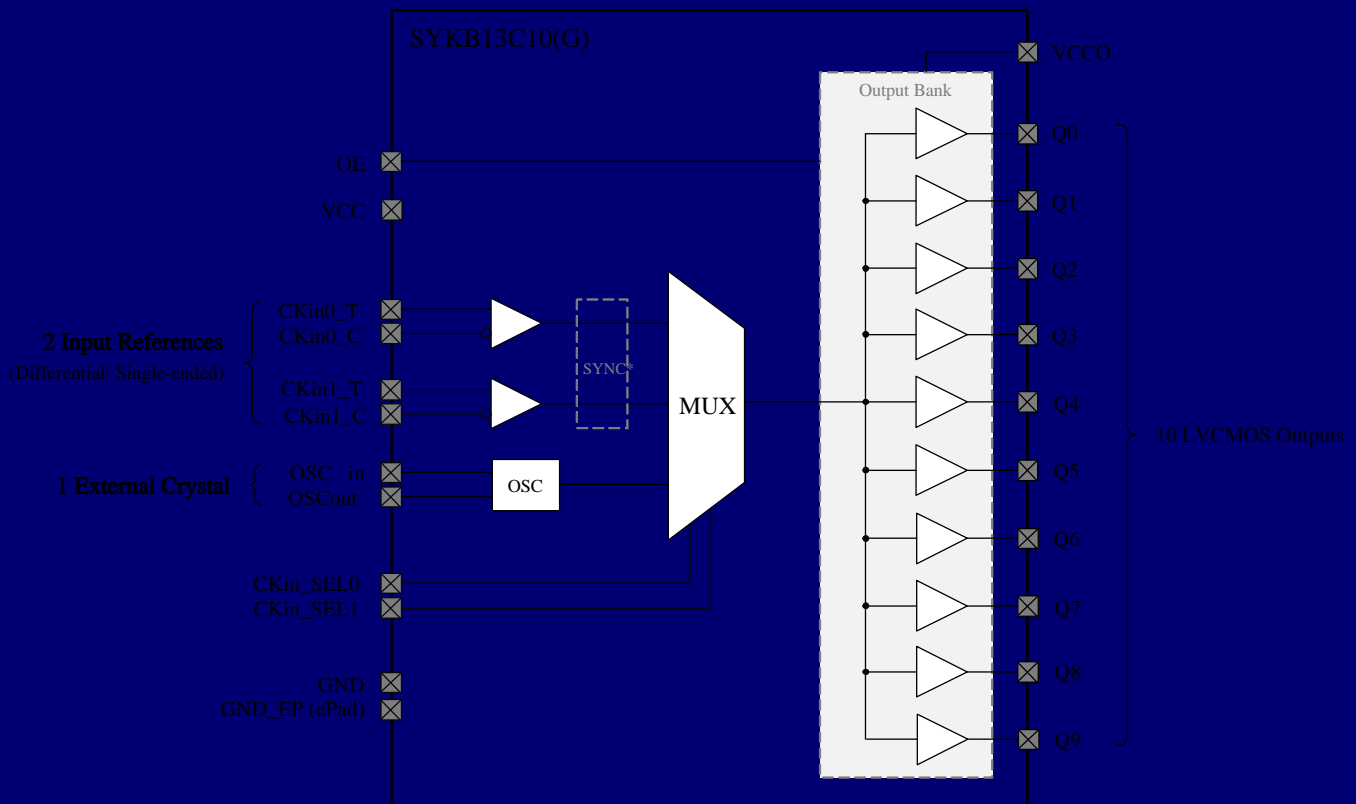 SYKB13C10(G)
VCCO
Output Bank
Q0
OE
Q1
VCC
Q2
CKin0_T
CKin0_C
2 Input References
(Differential/ Single-ended)
SYNC*
Q3
CKin1_T
CKin1_C
MUX
Q4
10 LVCMOS Outputs
OSC_in
OSCout
1 External Crystal
OSC
Q5
Q6
CKin_SEL0
CKin_SEL1
Q7
GND
GND_EP (ePad)
Q8
Q9